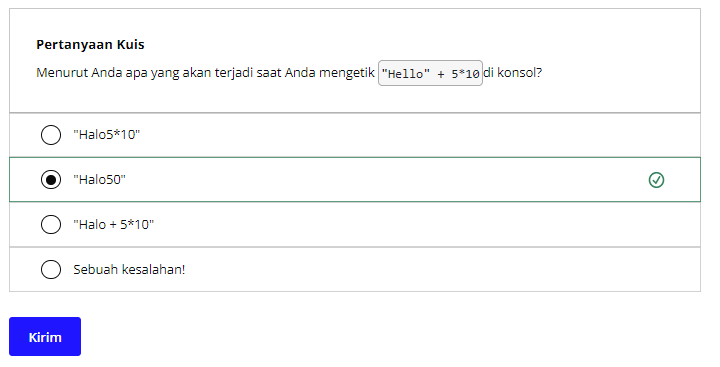 Pertanyaan Kuis
Menurut Anda apa yang akan terjadi saat Anda mengetik "Hello" + 5*10 di konsol?
"Halo5*10"
"Halo50"
"Halo + 5*10"
Sebuah kesalahan!
Kirim